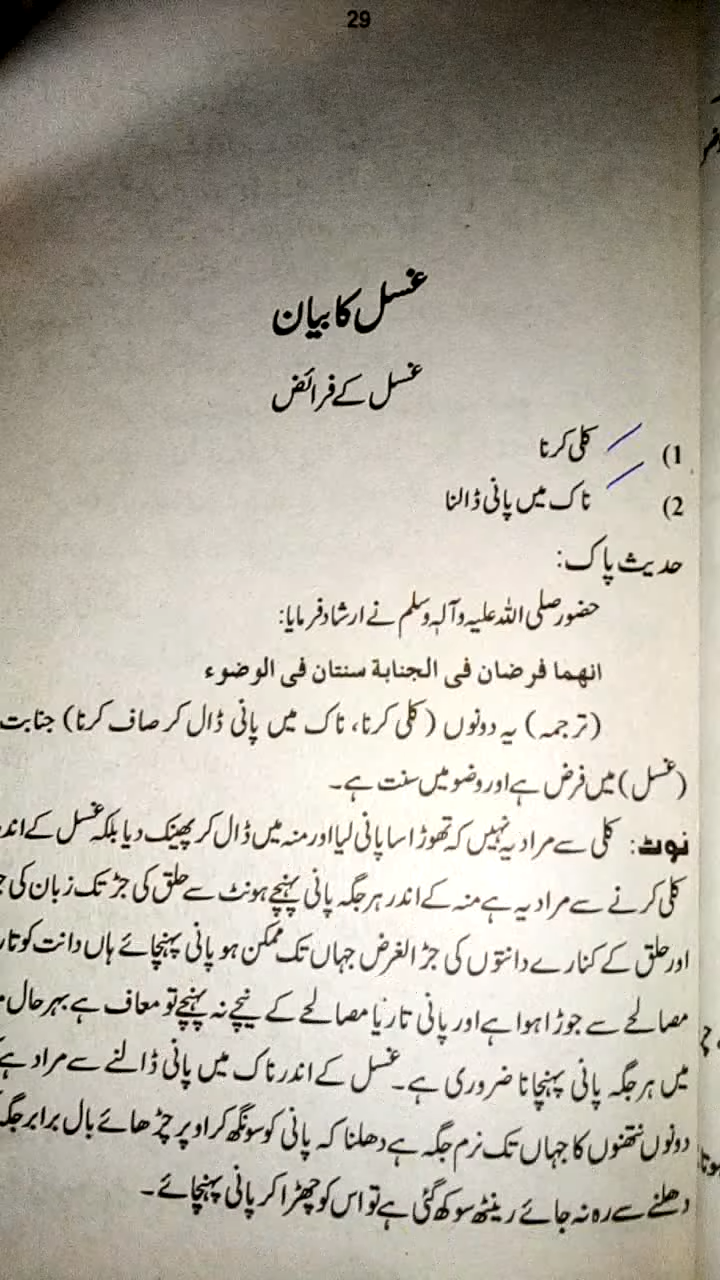 29
غسل کا بیان
غسل کے فرائض
1) کلی کرنا
2) ناک میں پانی ڈالنا
حدیث پاک:
حضور صلی اللہ علیہ وآلہ وسلم نے ارشاد فرمایا:
انهما فرضان فی الجنابة سنتان فی الوضوء
(ترجمہ) یہ دونوں (کلی کرنا، ناک میں پانی ڈال کر صاف کرنا) جنابت
(غسل) میں فرض ہے اور وضو میں سنت ہے۔
نوٹ: کلی سے مراد یہ نہیں کہ تھوڑا سا پانی لیا اور منہ میں ڈال کر پھینک دیا بلکہ غسل کے اندر
کلی کرنے سے مراد یہ ہے منہ کے اندر ہر جگہ پانی پہنچے ہونٹ سے حلق کی جڑ تک زبان کی
اور حلق کے کنارے دانتوں کی جڑ الغرض جہاں تک ممکن ہو پانی پہنچائے ہاں دانت کو تار
مصالحے سے جوڑا ہوا ہے اور پانی تار یا مصالحے کے نیچے نہ پہنچے تو معاف ہے بہر حال
میں ہر جگہ پانی پہنچانا ضروری ہے۔ غسل کے اندر ناک میں پانی ڈالنے سے مراد ہے
دونوں نتھنوں کا جہاں تک نرم جگہ ہے دھلنا کہ پانی کو سونگھ کر اوپر چڑھائے بال برابر جگہ
دھلنے سے رہ نہ جائے رینٹھ سوکھ گئی ہے تو اس کو چھڑا کر پانی پہنچائے۔